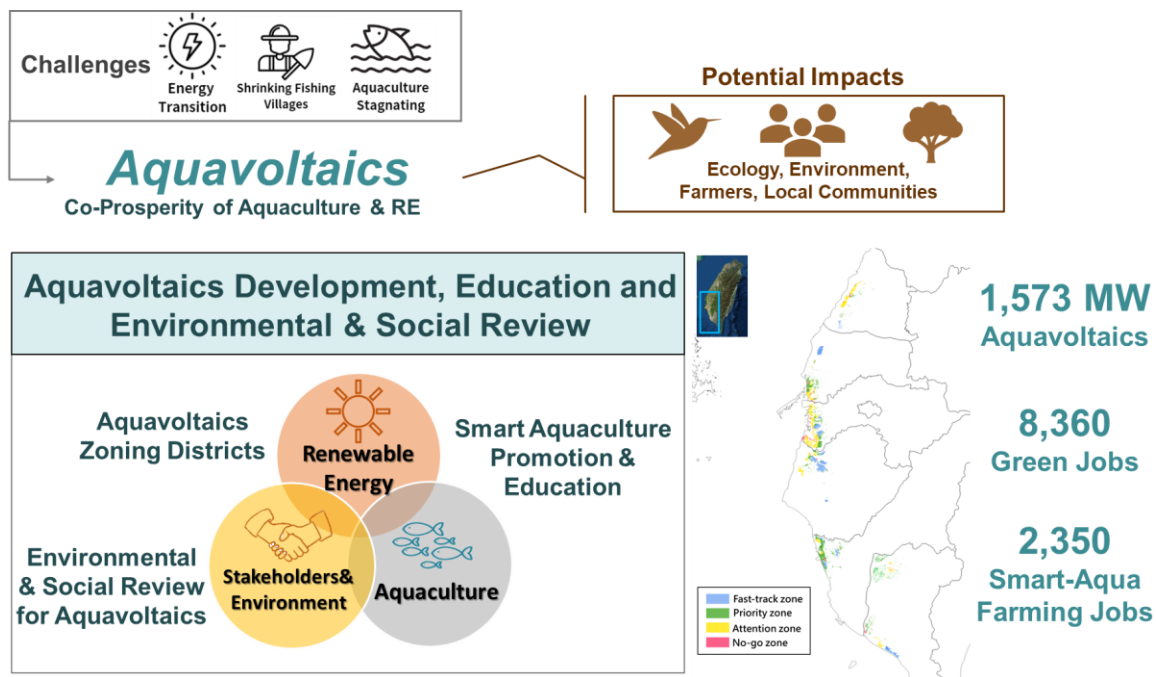 Challenges
Energy
Transition
Shrinking Fishing
Villages
Aquaculture
Stagnating
Aquavoltaics
Co-Prosperity of Aquaculture & RE
Potential Impacts
Ecology, Environment,
Farmers, Local Communities
Aquavoltaics Development, Education and
Environmental & Social Review
Aquavoltaics
Zoning Districts
Renewable
Energy
Smart Aquaculture
Promotion &
Education
Environmental
& Social Review
for Aquavoltaics
Stakeholders&
Environment
Aquaculture
Fast-track zone
Priority zone
Attention zone
No-go zone
1,573 MW
Aquavoltaics
8,360
Green Jobs
2,350
Smart-Aqua
Farming Jobs